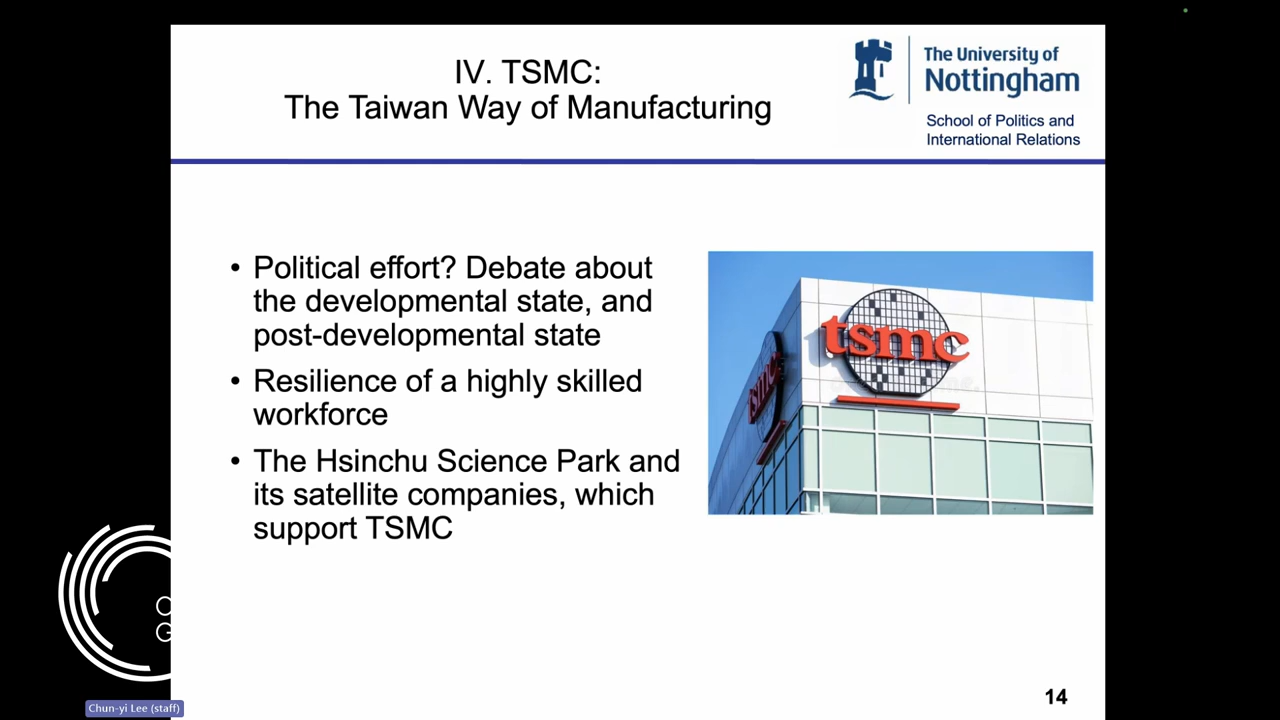 IV. TSMC:
The Taiwan Way of Manufacturing
The University of
Nottingham
School of Politics and
International Relations
• Political effort? Debate about
the developmental state, and
post-developmental state
• Resilience of a highly skilled
workforce
• The Hsinchu Science Park and
its satellite companies, which
support TSMC
tsmc
tsmc
O
G
Chun-yi Lee (staff)
14